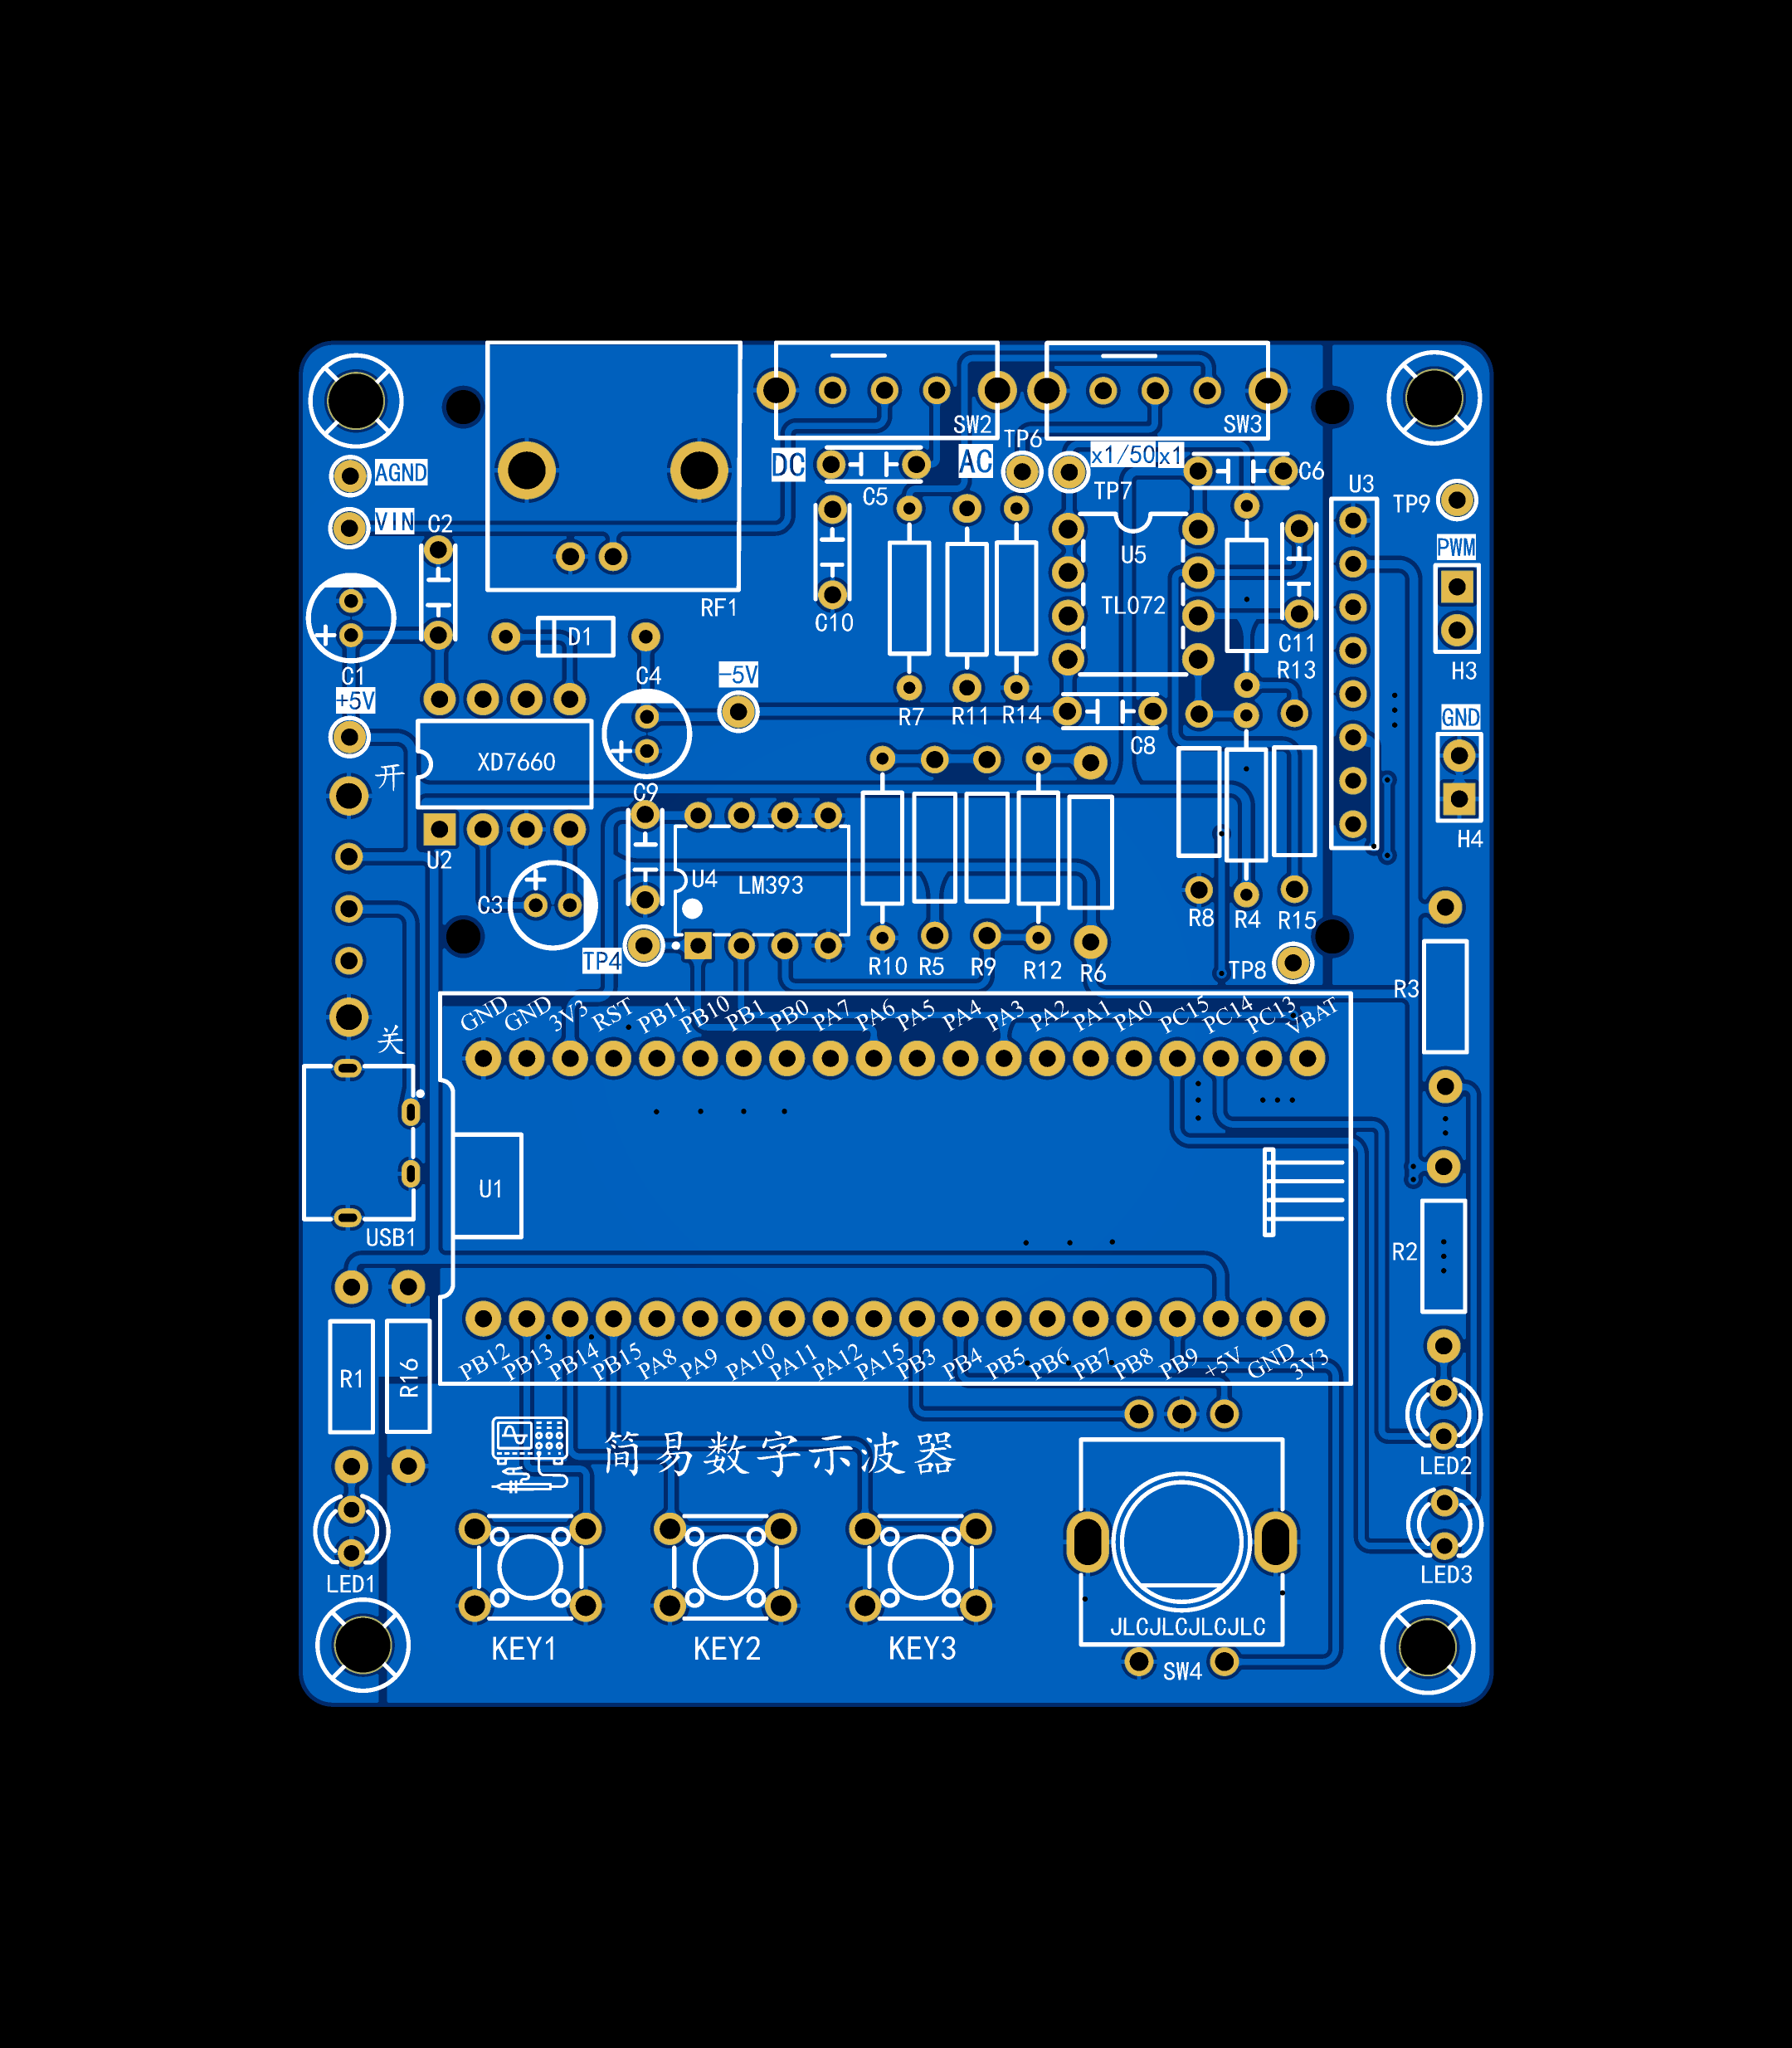 SW2
SW3
TP6
DC
AC
x1/50
x1
AGND
C6
C5
TP7
U3
TP9
VIN
C2
PWM
U5
RF1
TL072
C10
D1
C11
H3
C1
C4
-5V
R13
+5V
R7
R11
R14
GND
C8
XD7660
开
C9
H4
U2
U4
LM393
C3
R8
R4
R15
TP4
R10
R5
R9
R12
R6
TP8
R3
GND GND 3V3 RST PB11 PB10 PB1 PB0 PA7 PA6 PA5 PA4 PA3 PA2 PA1 PA0 PC15 PC14 PC13 VBAT
关
U1
USB1
R2
PB12 PB13 PB14 PB15 PA8 PA9 PA10 PA11 PA12 PA15 PB3 PB4 PB5 PB6 PB7 PB8 PB9 +5V GND 3V3
R1
R16
简易数字示波器
LED2
LED1
LED3
JLCJLCJLCJLC
KEY1
KEY2
KEY3
SW4